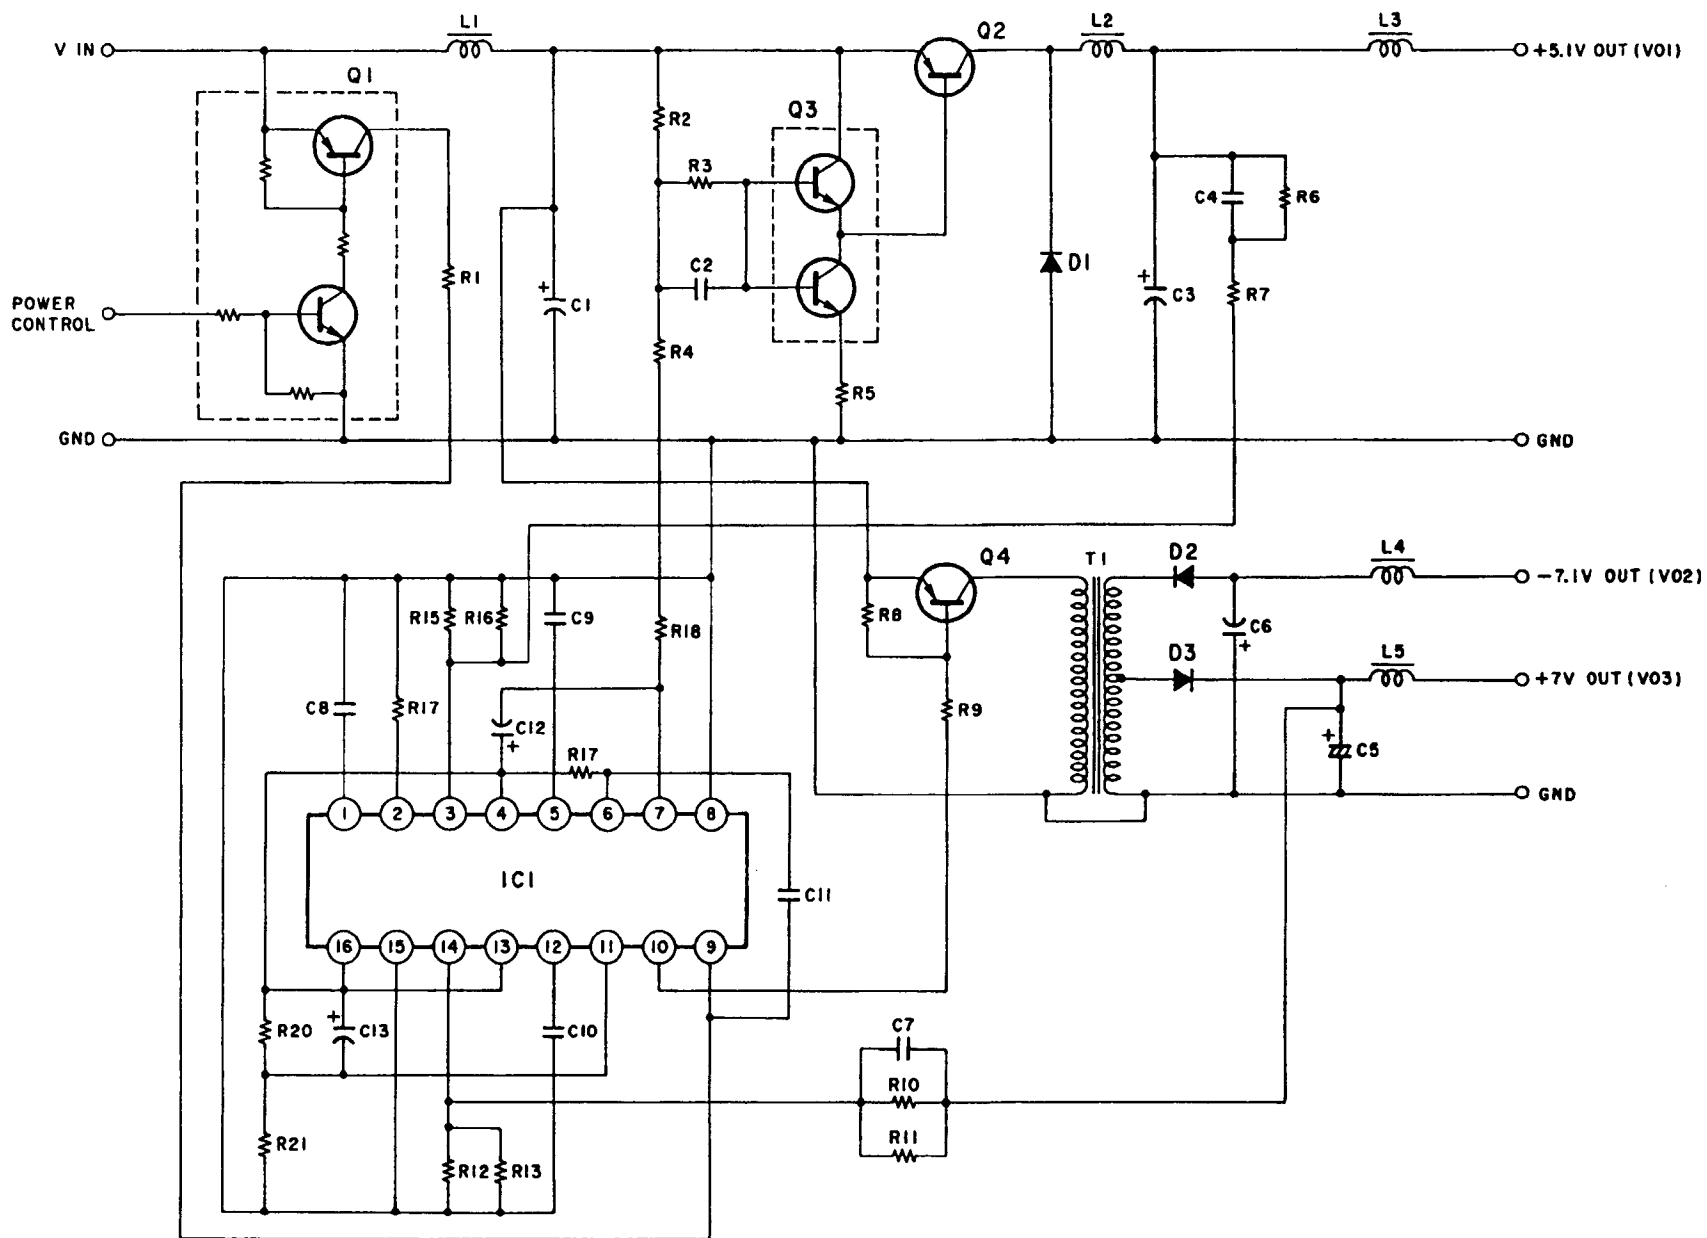 L1
Q2
L2
L3
V IN
+5.1V OUT (VO1)
Q1
Q3
R2
R3
C4
R6
D1
R1
C2
C1
+
C3
+
R7
POWER
CONTROL
R4
R5
GND
GND
Q4
T1
D2
L4
-7.1V OUT (VO2)
R15
R16
C9
R18
R8
C6
+
D3
L5
+7V OUT (VO3)
C8
R17
C12
+
R9
+
C5
R17
GND
1
2
3
4
5
6
7
8
IC1
C11
16
15
14
13
12
11
10
9
R20
+
C13
C10
C7
R10
R21
R12
R13
R11